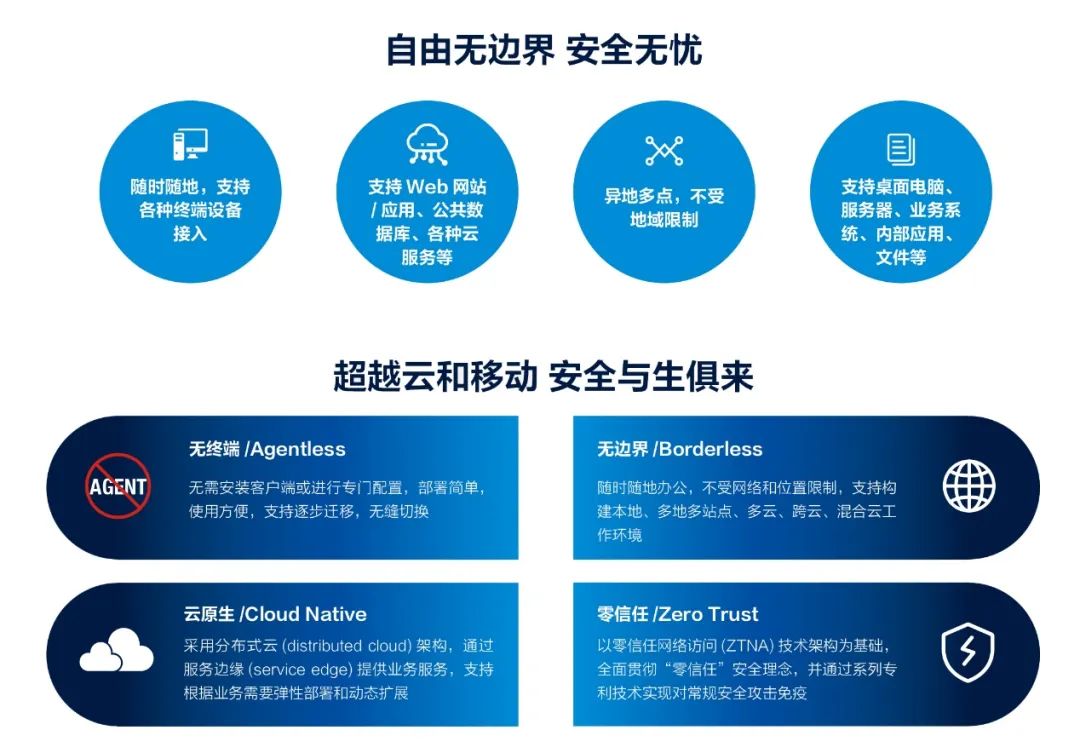 自由无边界 安全无忧
随时随地，支持
各种终端设备
接入
支持 Web 网站
/ 应用、公共数
据库、各种云
服务等
异地多点，不受
地域限制
支持桌面电脑、
服务器、业务系
统、内部应用、
文件等
超越云和移动 安全与生俱来
AGENT
无终端 /Agentless
无需安装客户端或进行专门配置，部署简单，
使用方便，支持逐步迁移，无缝切换
无边界 /Borderless
随时随地办公，不受网络和位置限制，支持构
建本地、多地多站点、多云、跨云、混合云工
作环境
云原生 /Cloud Native
采用分布式云 (distributed cloud) 架构，通过
服务边缘 (service edge) 提供业务服务，支持
根据业务需要弹性部署和动态扩展
零信任 /Zero Trust
以零信任网络访问 (ZTNA) 技术架构为基础，
全面贯彻“零信任”安全理念，并通过系列专
利技术实现对常规安全攻击免疫